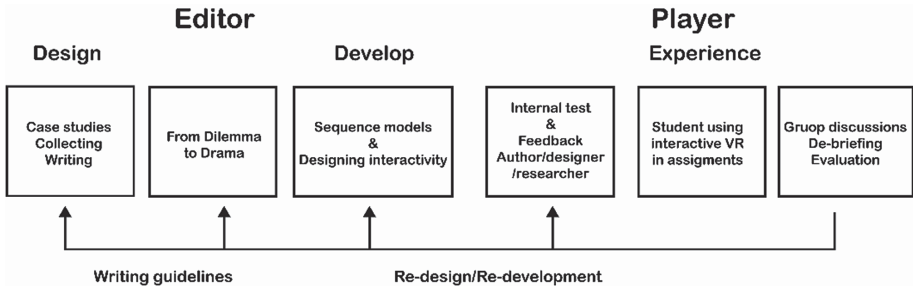 Editor
Player
Design
Develop
Experience
Case studies
Collecting
Writing
From Dilemma
to Drama
Sequence models
&
Designing interactivity
Internal test
&
Feedback
Author/designer
/researcher
Student using
interactive VR
in assigments
Gruop discussions
De-briefing
Evaluation
Writing guidelines
Re-design/Re-development